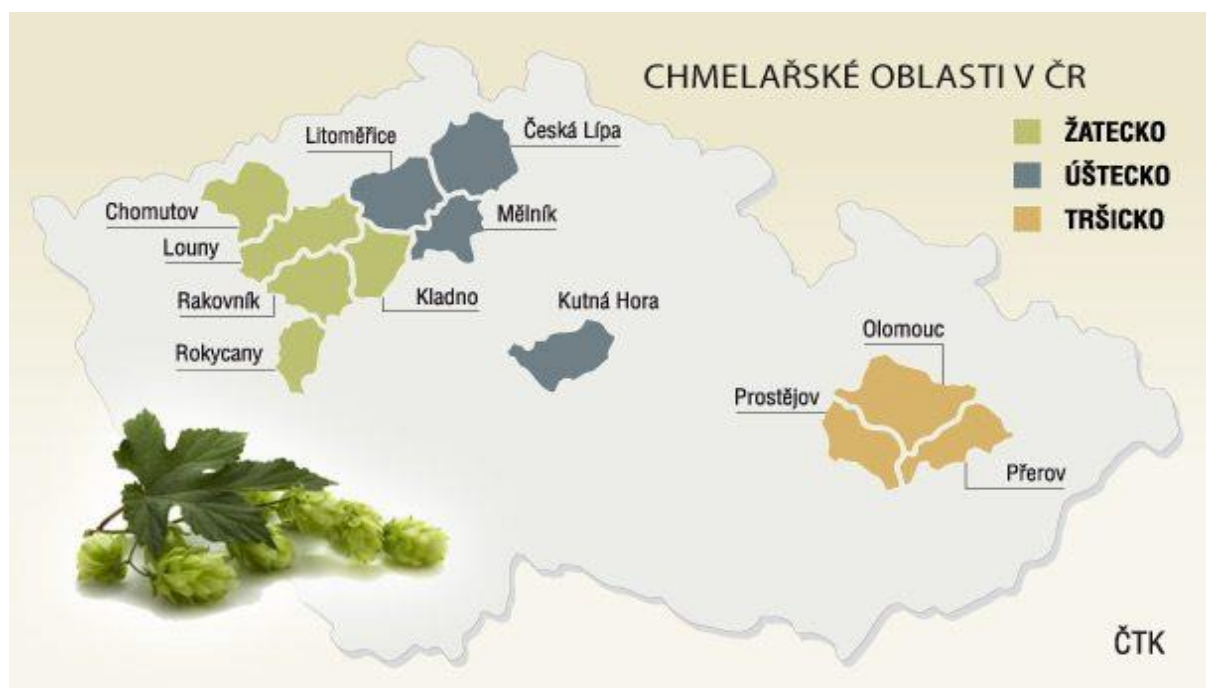 CHMELAŘSKÉ OBLASTI V ČR
ŽATECKO
ÚŠTECKO
TRŠICKO
Litoměřice
Česká Lípa
Chomutov
Mělník
Louny
Rakovník
Kladno
Kutná Hora
Rokycany
Olomouc
Prostějov
Přerov
ČTK